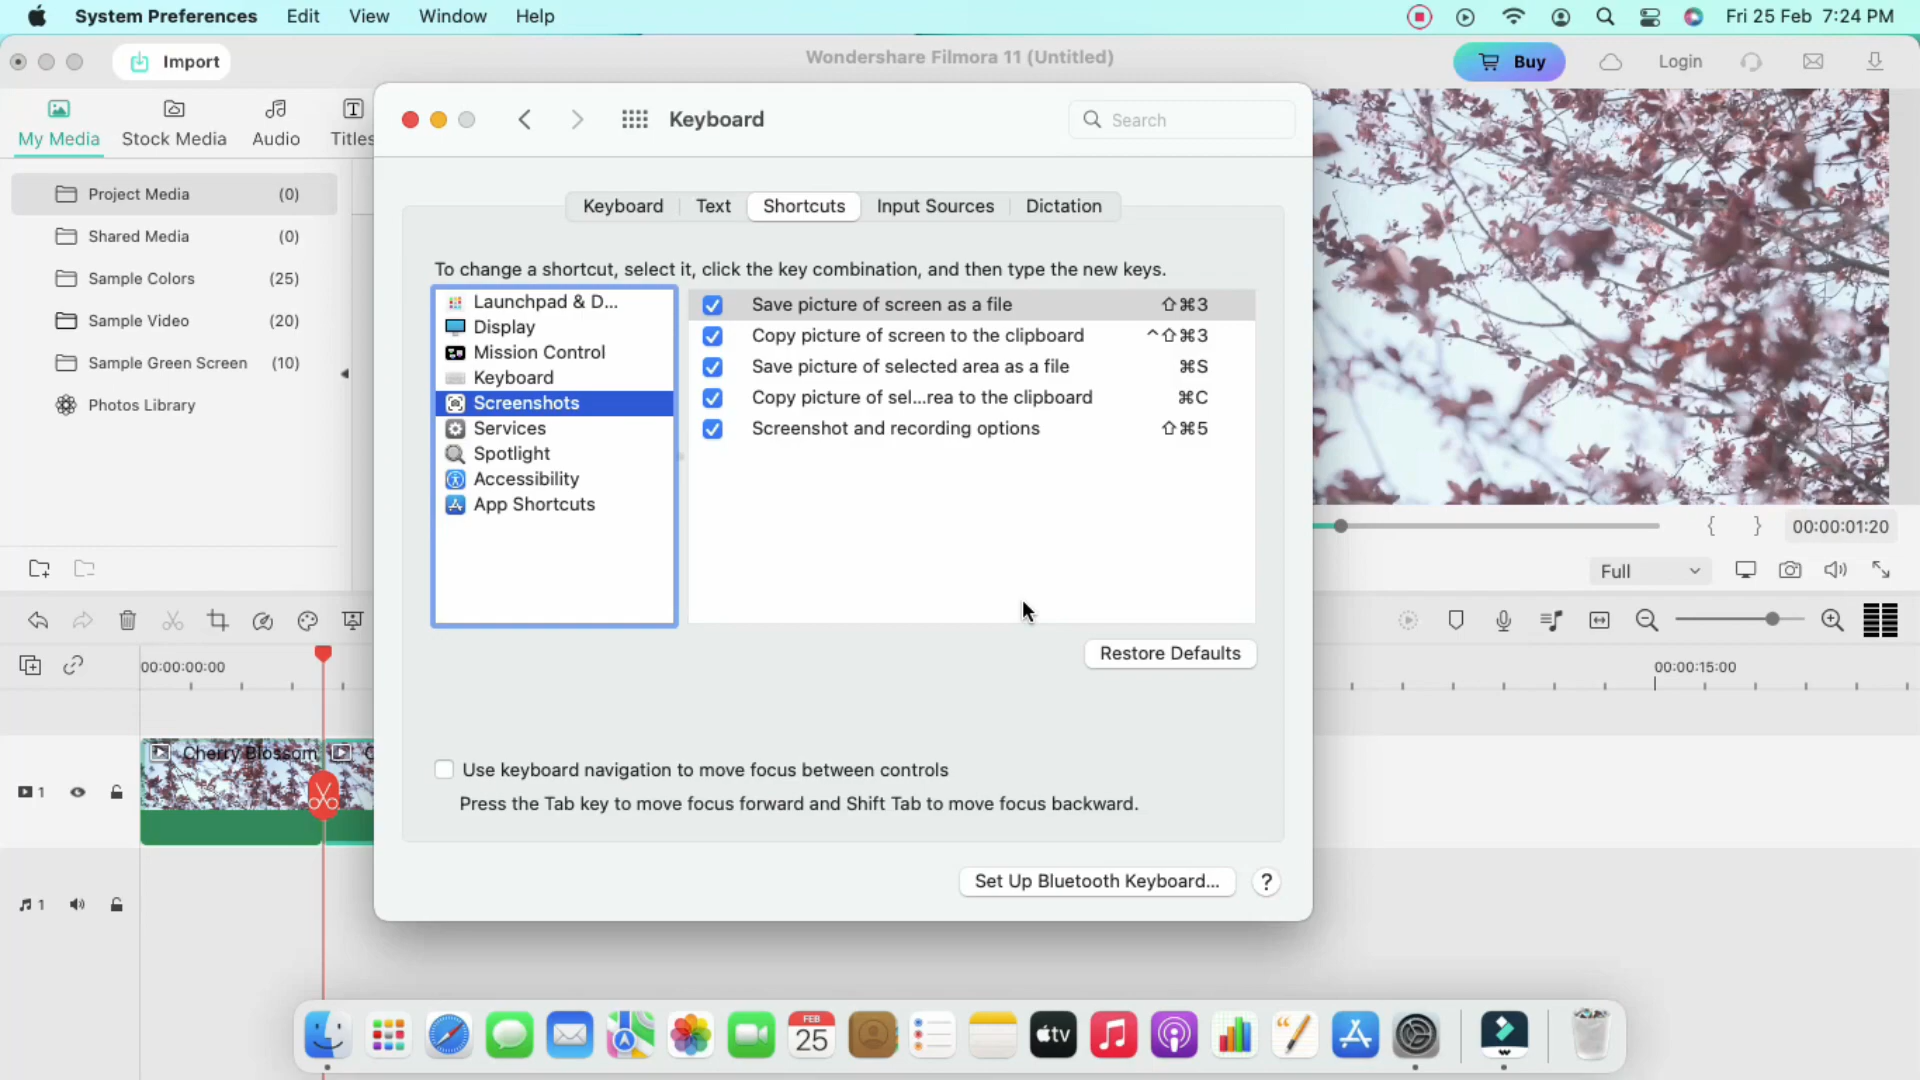 System Preferences Edit View Window Help Fri 25 Feb 7:24 PM
Import Wondershare Filmora 11 (Untitled) Buy Login
My Media Stock Media Audio Titles
Keyboard Search
Project Media (0)
Shared Media (0)
Sample Colors (25)
Sample Video (20)
Sample Green Screen (10)
Photos Library
Keyboard Text Shortcuts Input Sources Dictation
To change a shortcut, select it, click the key combination, and then type the new keys.
Launchpad & D...
Display
Mission Control
Keyboard
Screenshots
Services
Spotlight
Accessibility
App Shortcuts
Save picture of screen as a file ⇧⌘3
Copy picture of screen to the clipboard ^⇧⌘3
Save picture of selected area as a file ⌘S
Copy picture of sel...rea to the clipboard ⌘C
Screenshot and recording options ⇧⌘5
Restore Defaults
Use keyboard navigation to move focus between controls
Press the Tab key to move focus forward and Shift Tab to move focus backward.
Set Up Bluetooth Keyboard... ?
{ } 00:00:01:20
Full
00:00:00:00 00:00:15:00
Cherry Blossom C
1
1
FEB
25
tv